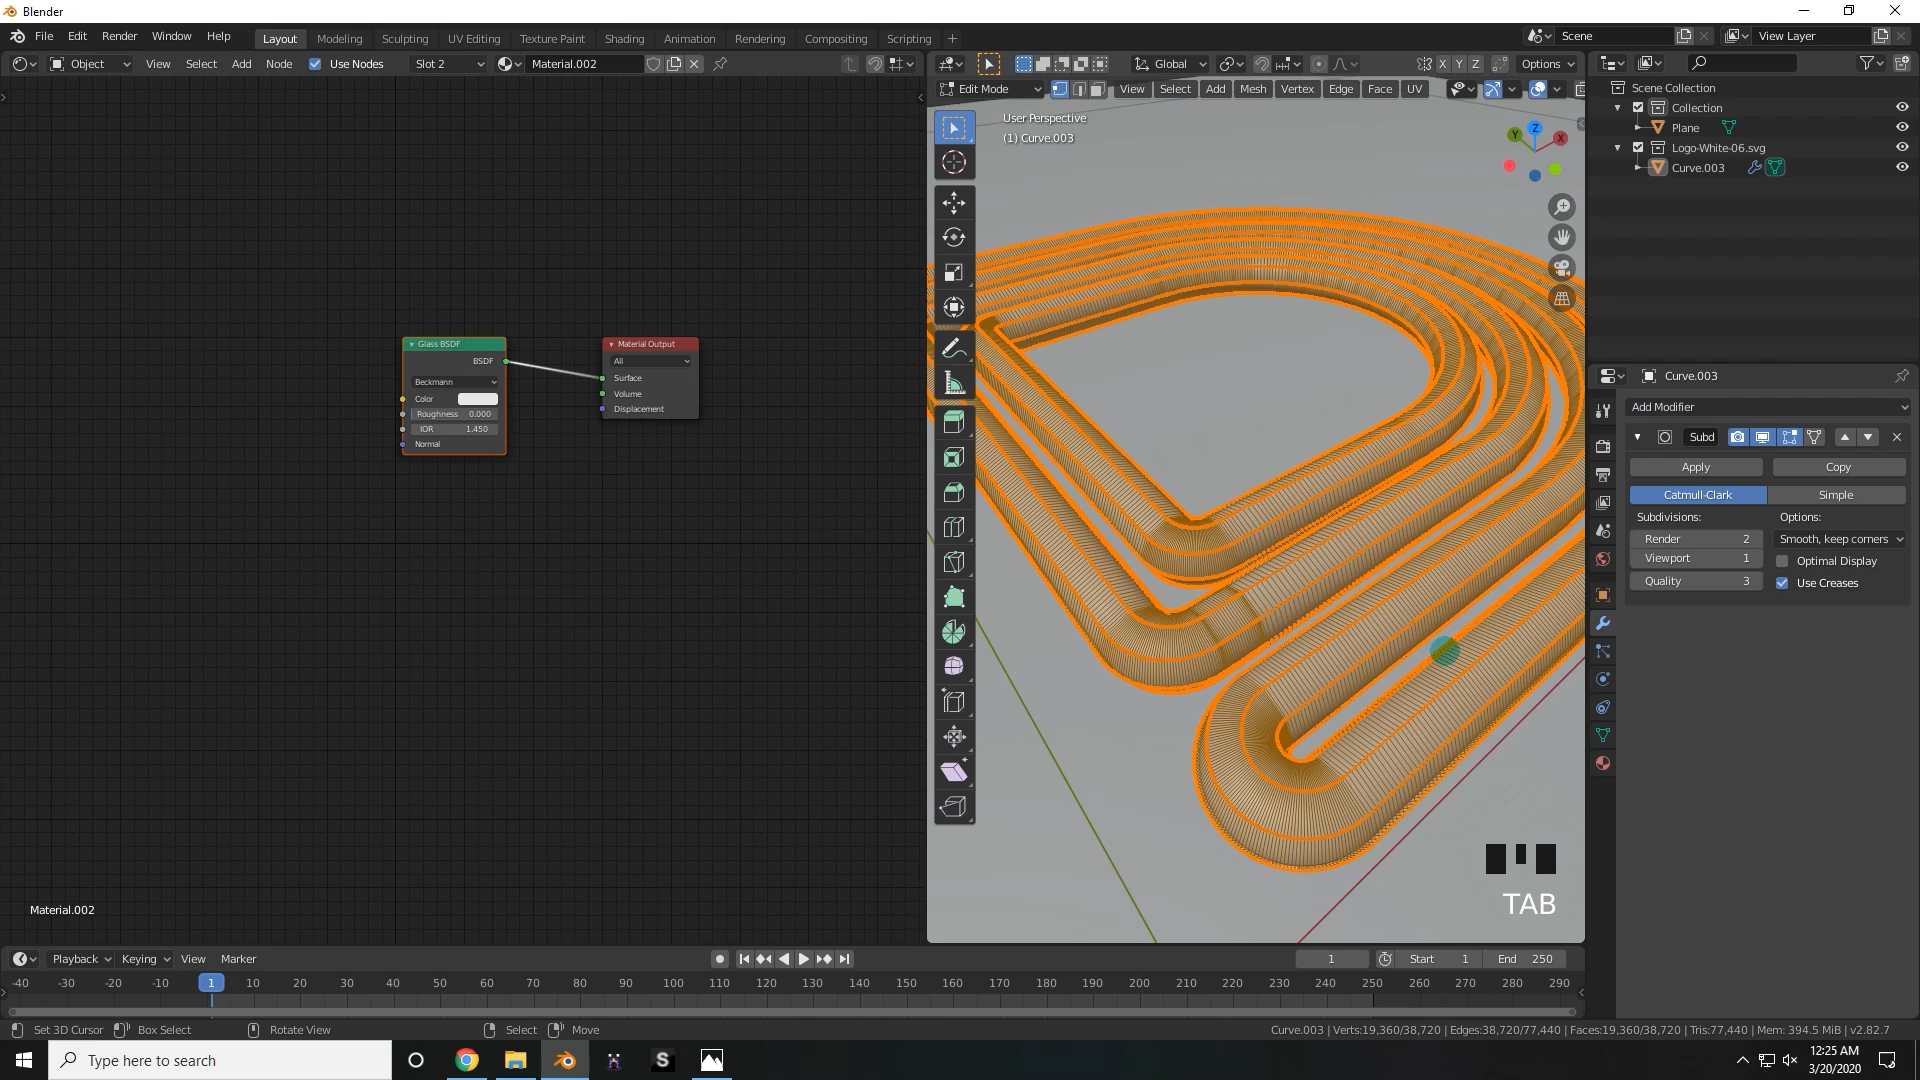 Blender
File Edit Render Window Help
Layout Modeling Sculpting UV Editing Texture Paint Shading Animation Rendering Compositing Scripting +
Scene
View Layer
Object View Select Add Node Use Nodes Slot 2 Material.002
Global X Y Z Options
Edit Mode View Select Add Mesh Vertex Edge Face UV
User Perspective
(1) Curve.003
Z
Y
X
Scene Collection
Collection
Plane
Logo-White-06.svg
Curve.003
Curve.003
Add Modifier
Subd
Apply Copy
Catmull-Clark Simple
Subdivisions: Options:
Render 2 Smooth, keep corners
Viewport 1 Optimal Display
Quality 3 Use Creases
Glass BSDF
BSDF
Beckmann
Color
Roughness 0.000
IOR 1.450
Normal
Material Output
All
Surface
Volume
Displacement
TAB
Material.002
Playback Keying View Marker
1 Start 1 End 250
-40 -30 -20 -10 1 10 20 30 40 50 60 70 80 90 100 110 120 130 140 150 160 170 180 190 200 210 220 230 240 250 260 270 280 290
Set 3D Cursor Box Select Rotate View Select Move
Curve.003 | Verts:19,360/38,720 | Edges:38,720/77,440 | Faces:19,360/38,720 | Tris:77,440 | Mem: 394.5 MiB | v2.82.7
Type here to search
S
12:25 AM
3/20/2020